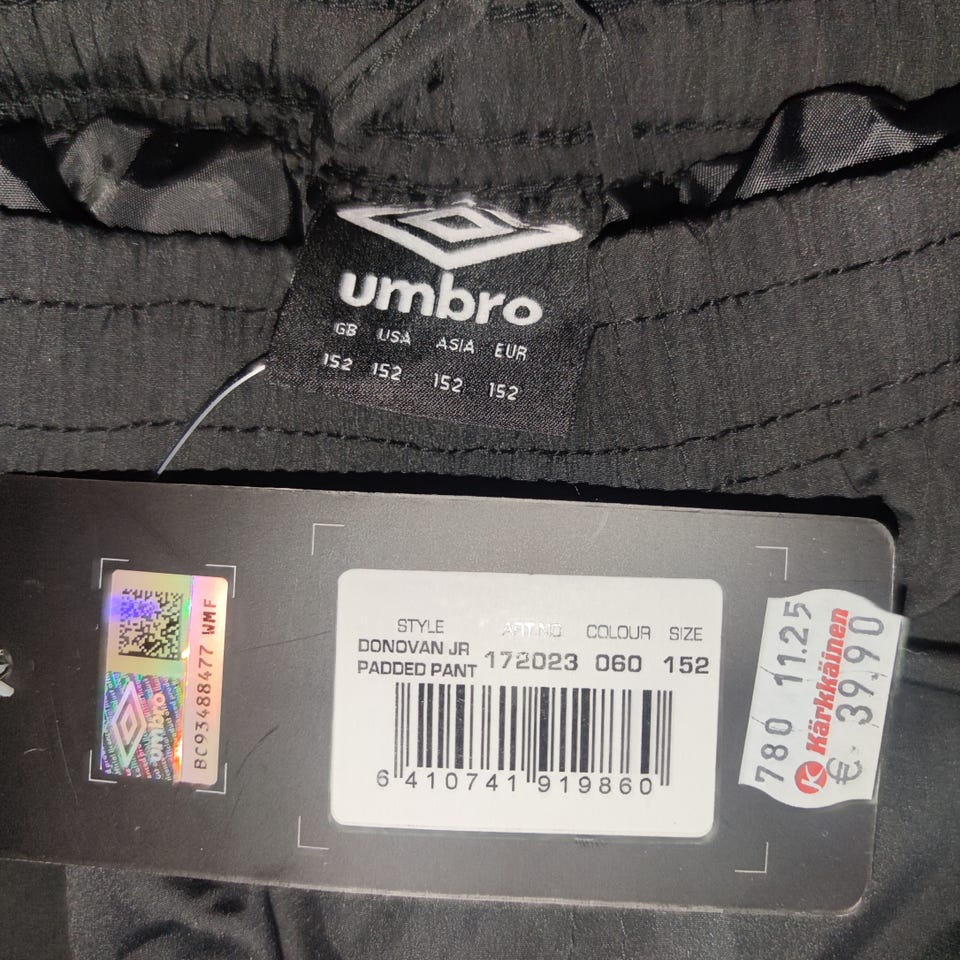 umbro
GB USA ASIA EUR
152 152 152 152
STYLE ART.NO COLOUR SIZE
DONOVAN JR
PADDED PANT 172023 060 152
6 410741 919860
BC93488477 WMF
umbro
780 11.25
K Kärkkäinen
€ 39.90